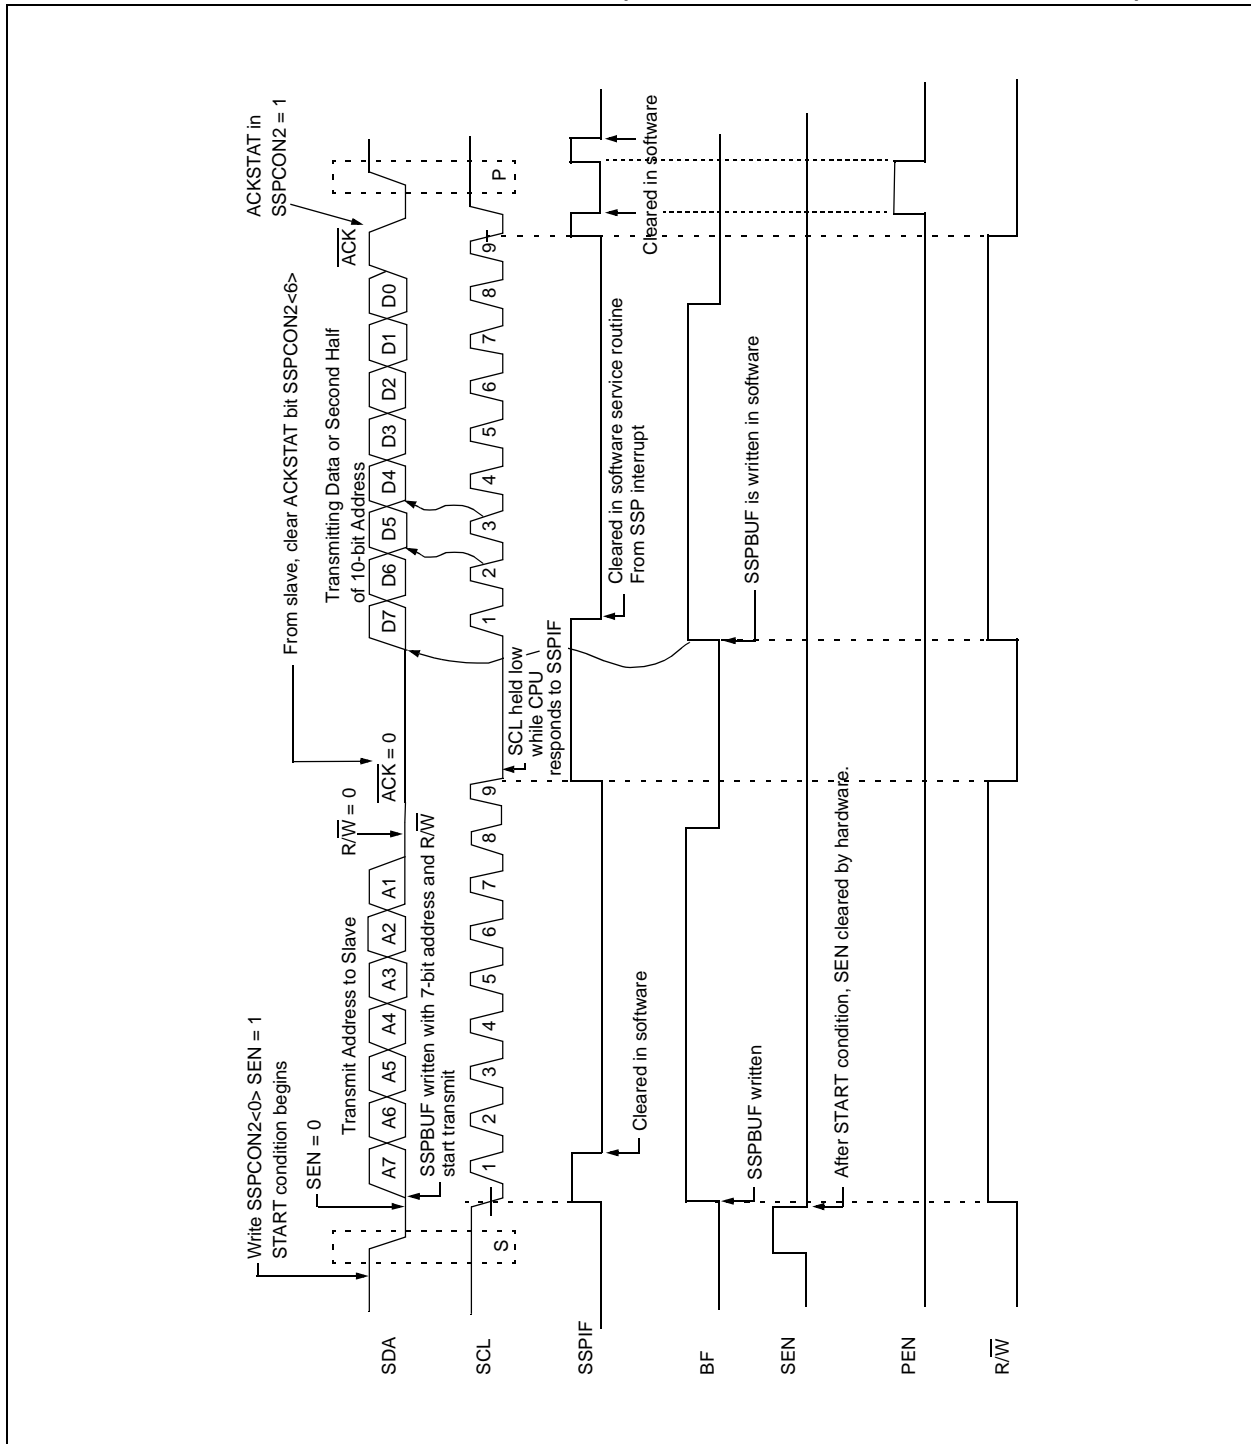 Write SSPCON2<0> SEN = 1
START condition begins
SEN = 0
Transmit Address to Slave
R/W = 0
From slave, clear ACKSTAT bit SSPCON2<6>
ACK = 0
Transmitting Data or Second Half
of 10-bit Address
ACK
ACKSTAT in
SSPCON2 = 1
SDA
A7 A6 A5 A4 A3 A2 A1
D7 D6 D5 D4 D3 D2 D1 D0
SSPBUF written with 7-bit address and R/W
start transmit
SCL
S
1 2 3 4 5 6 7 8 9
1 2 3 4 5 6 7 8 9
P
SCL held low
while CPU
responds to SSPIF
SSPIF
Cleared in software
Cleared in software service routine
From SSP interrupt
Cleared in software
BF
SSPBUF written
SSPBUF is written in software
SEN
After START condition, SEN cleared by hardware.
PEN
R/W